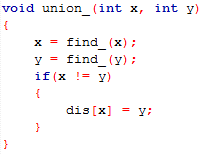 void union_(int x, int y)
{
    x = find_(x);
    y = find_(y);
    if(x != y)
    {
        dis[x] = y;
    }
}